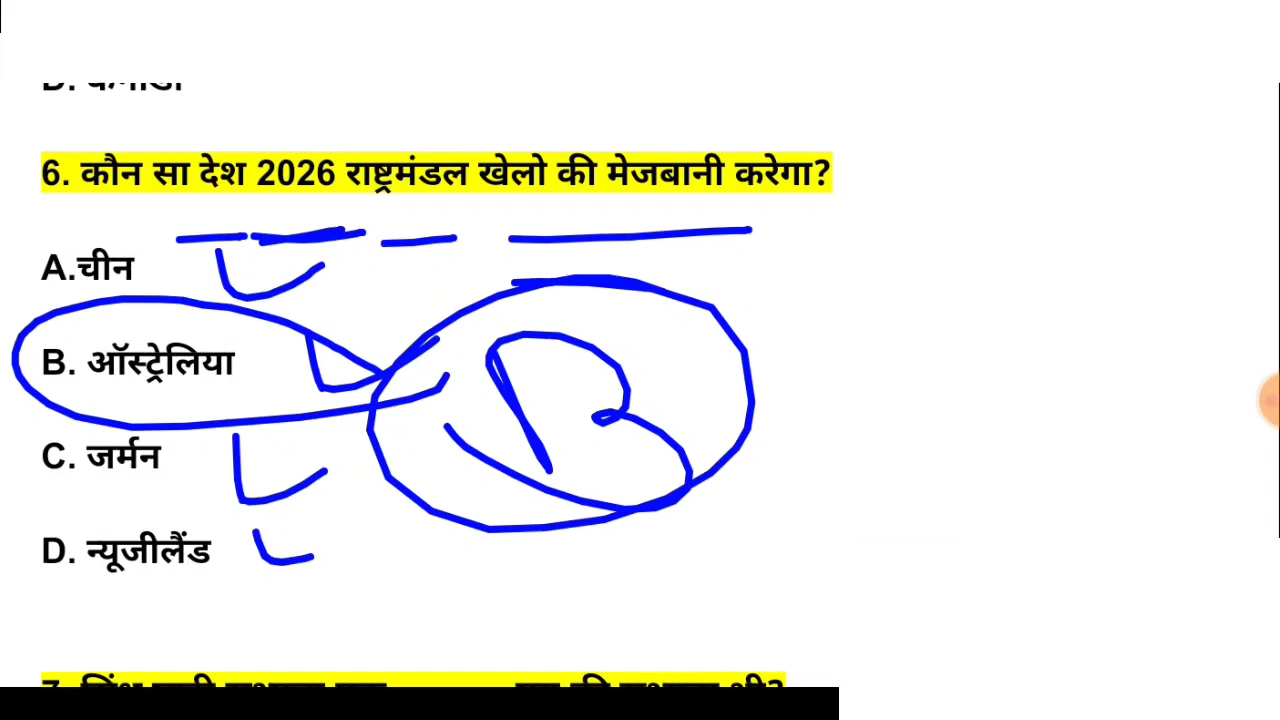 6. कौन सा देश 2026 राष्ट्रमंडल खेलो की मेजबानी करेगा?
A.चीन
B. ऑस्ट्रेलिया
B
C. जर्मन
D. न्यूजीलैंड